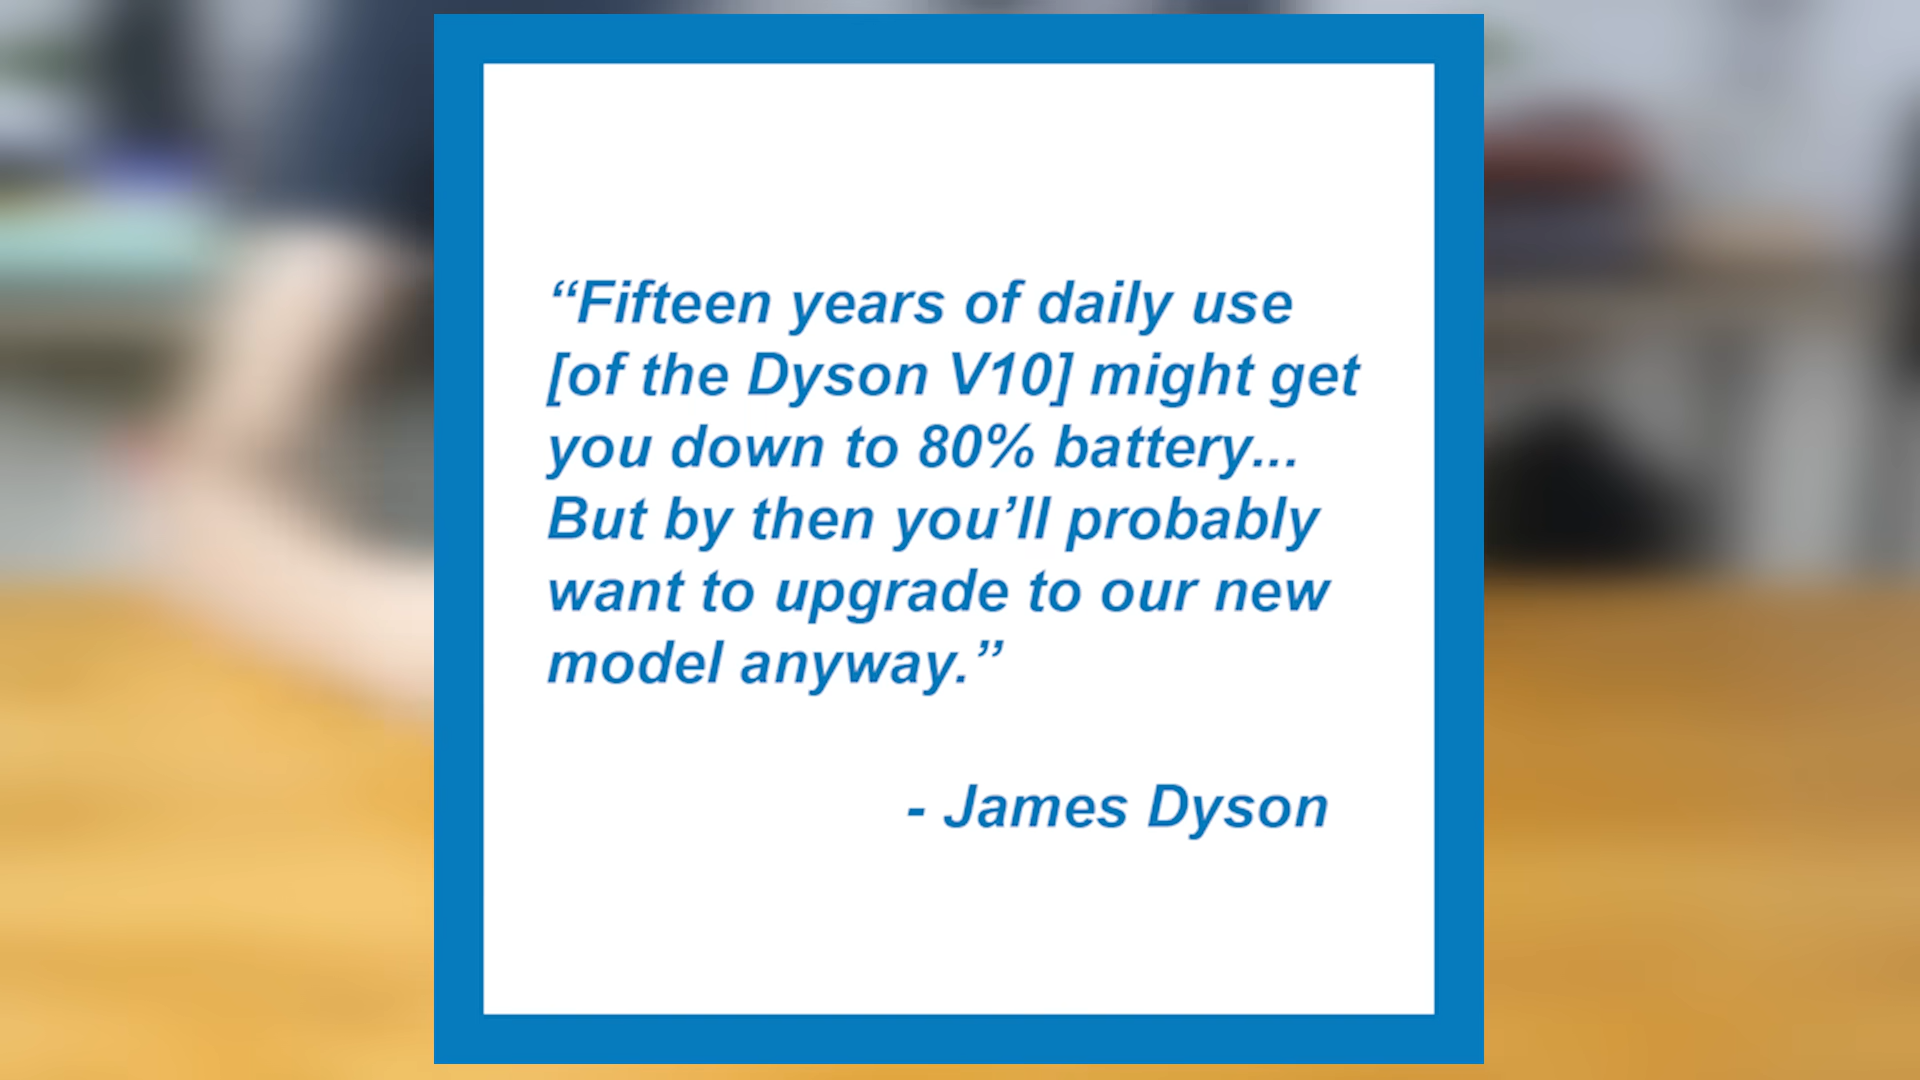 “Fifteen years of daily use
[of the Dyson V10] might get
you down to 80% battery...
But by then you’ll probably
want to upgrade to our new
model anyway.”
- James Dyson